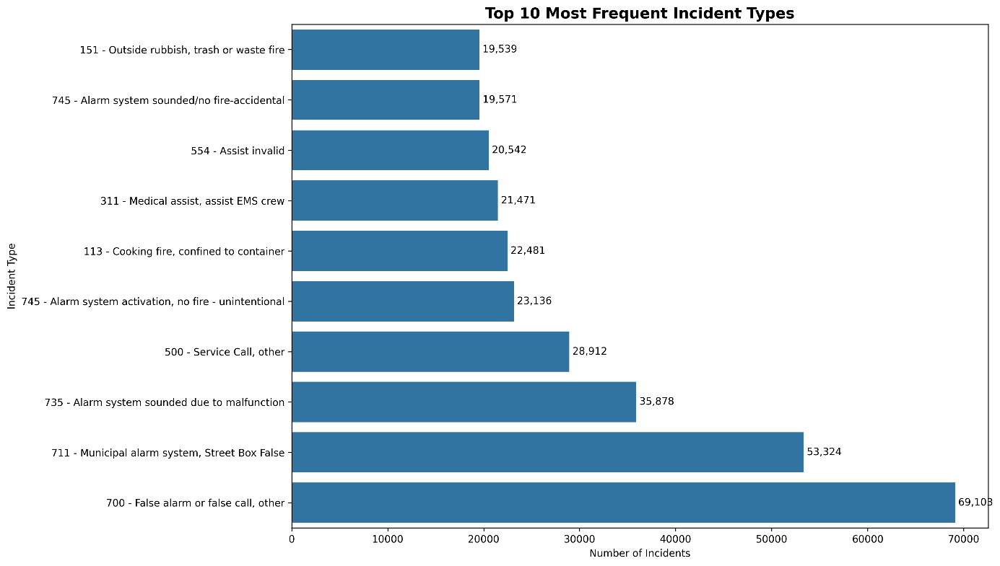 Top 10 Most Frequent Incident Types
151 - Outside rubbish, trash or waste fire
19,539
745 - Alarm system sounded/no fire-accidental
19,571
554 - Assist invalid
20,542
311 - Medical assist, assist EMS crew
21,471
113 - Cooking fire, confined to container
22,481
745 - Alarm system activation, no fire - unintentional
23,136
500 - Service Call, other
28,912
735 - Alarm system sounded due to malfunction
35,878
711 - Municipal alarm system, Street Box False
53,324
700 - False alarm or false call, other
69,103
Incident Type
0 10000 20000 30000 40000 50000 60000 70000
Number of Incidents